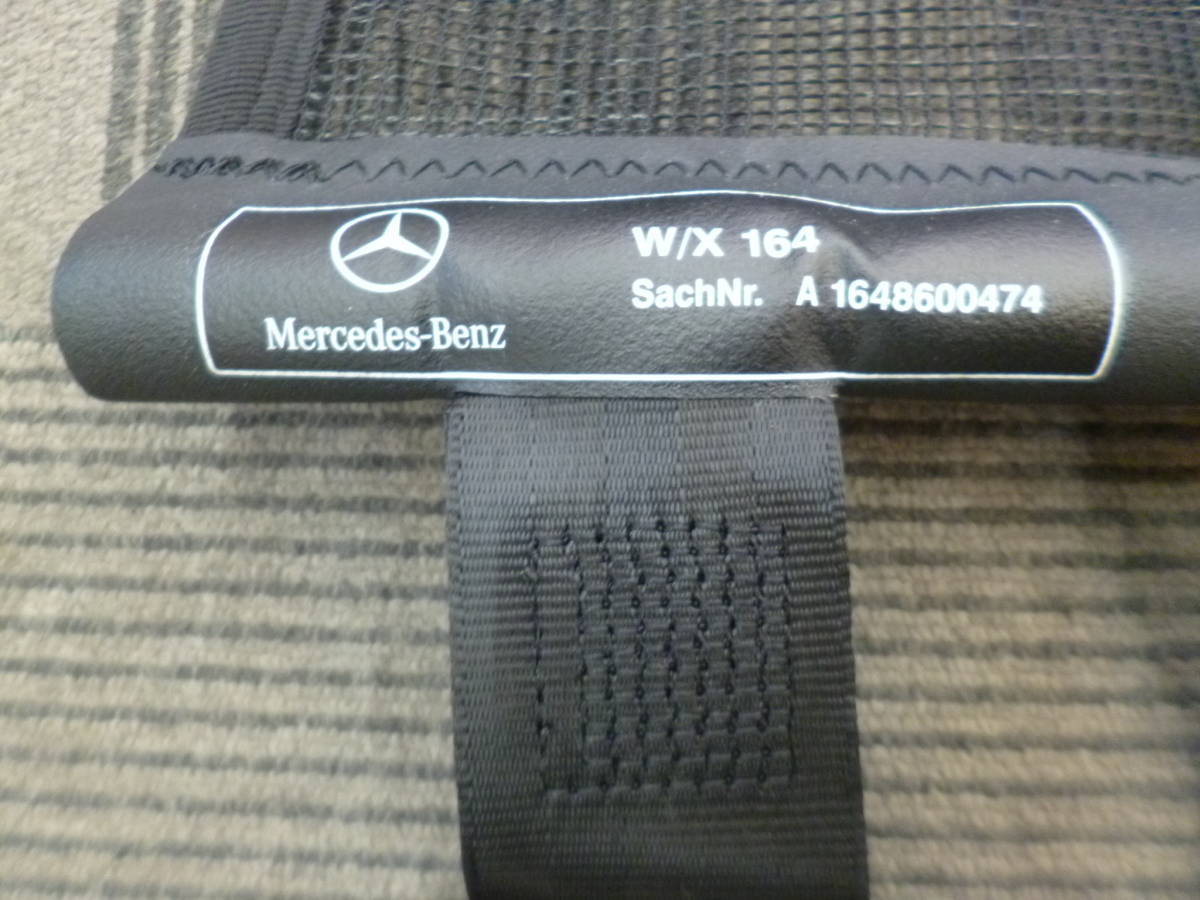 W/X 164
SachNr. A 1648600474
Mercedes-Benz